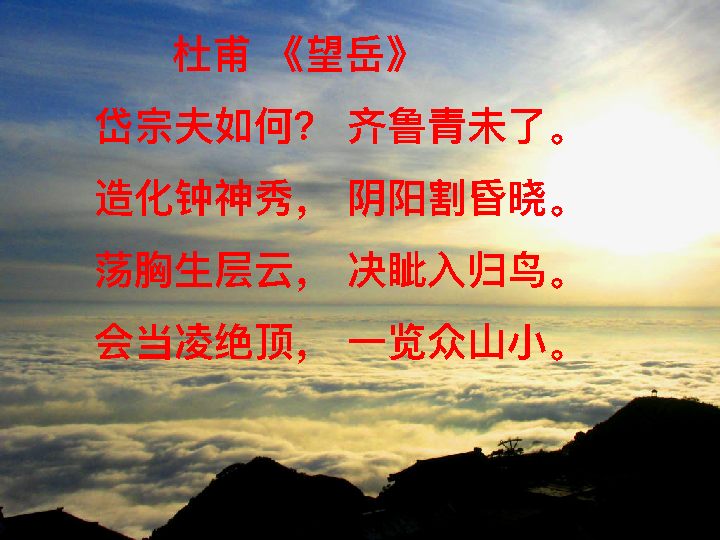 杜甫 《望岳》
岱宗夫如何? 齐鲁青未了。
造化钟神秀， 阴阳割昏晓。
荡胸生层云， 决眦入归鸟。
会当凌绝顶， 一览众山小。